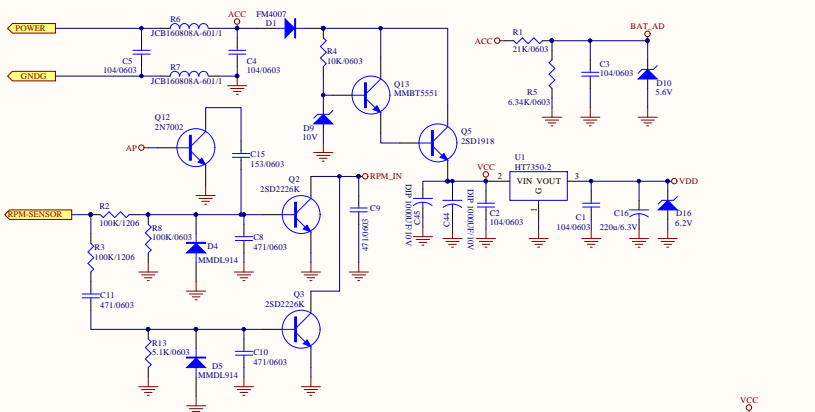 POWER
R6
JCB160808A-601/1
ACC
FM4007
D1
C5
104/0603
C4
104/0603
GNDG
R7
JCB160808A-601/1
R4
10K/0603
Q13
MMBT5551
D9
10V
Q5
2SD1918
ACC
R1
21K/0603
BAT_AD
R5
6.34K/0603
C3
104/0603
D10
5.6V
Q12
2N7002
AP
C15
153/0603
Q2
2SD2226K
RPM_IN
C9
471/0603
RPM-SENSOR
R2
100K/1206
R8
100K/0603
D4
MMDL914
C8
471/0603
R3
100K/1206
C11
471/0603
Q3
2SD2226K
R13
5.1K/0603
D5
MMDL914
C10
471/0603
C45
DIP 1000UF/10V
C44
DIP 1000UF/10V
VCC
C2
104/0603
U1
HT7350-2
2
VIN VOUT
3
G
1
C1
104/0603
C16
220u/6.3V
VDD
D16
6.2V
VCC